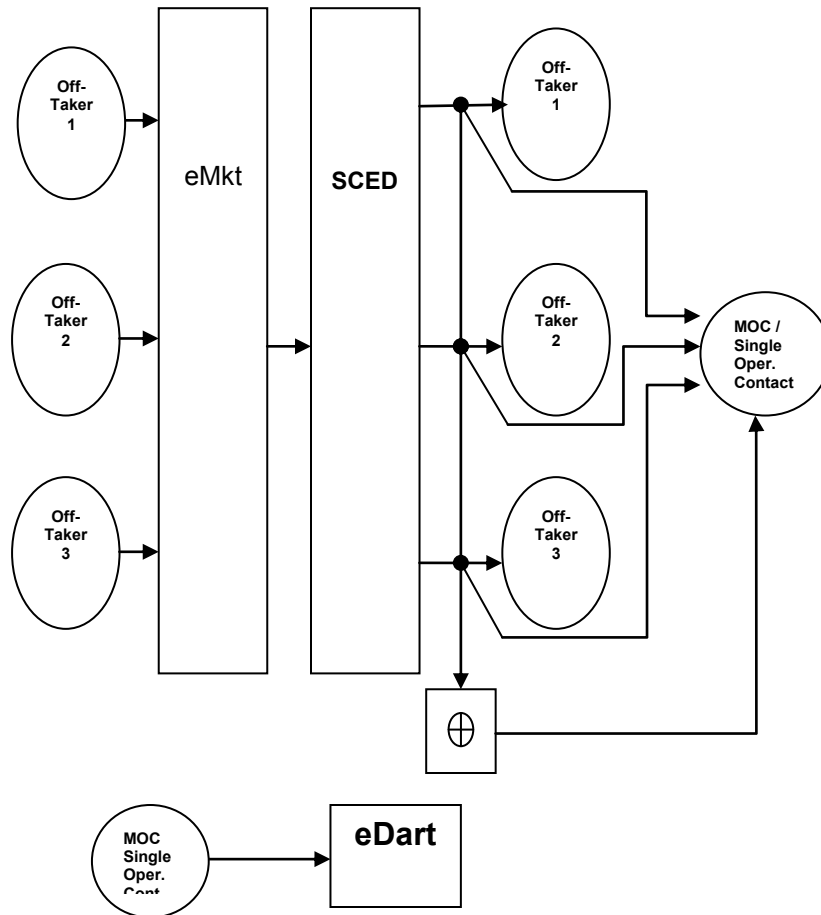 Off-
Taker
1
eMkt
SCED
Off-
Taker
1
Off-
Taker
2
Off-
Taker
2
MOC /
Single
Oper.
Contact
Off-
Taker
3
Off-
Taker
3
MOC
Single
Oper.
Cont
eDart